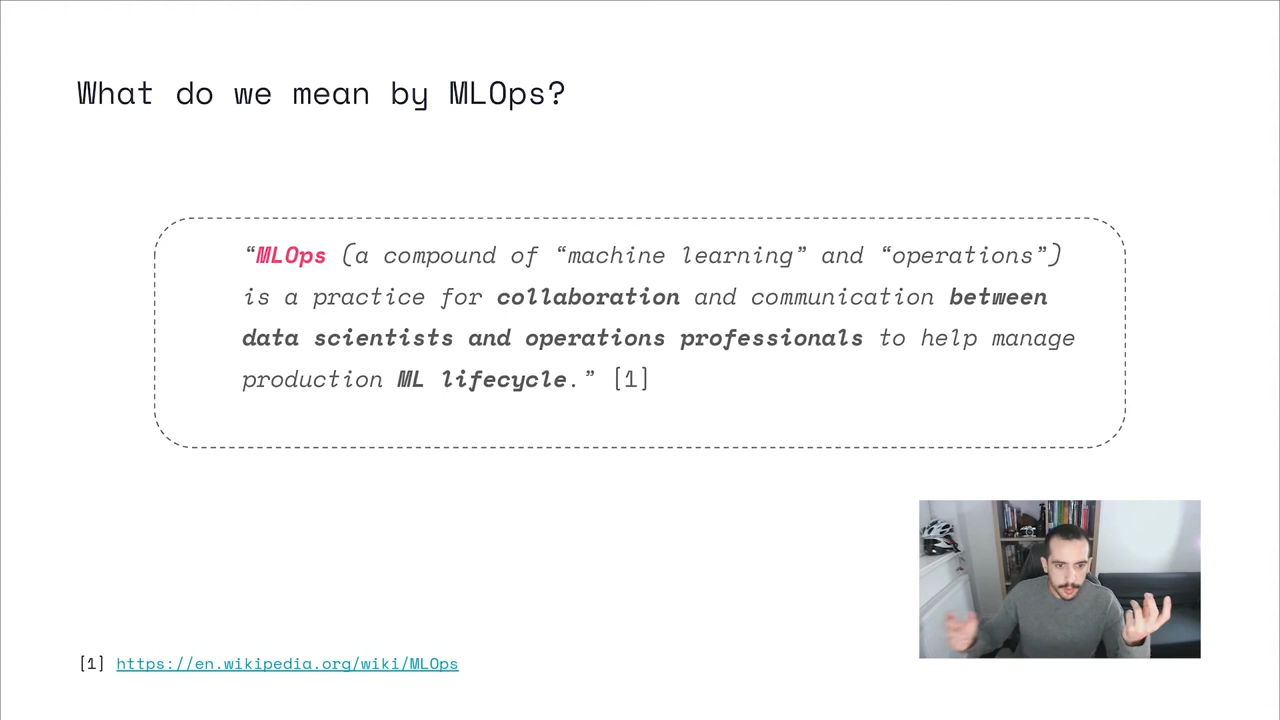 What do we mean by MLOps?
“MLOps (a compound of “machine learning” and “operations”)
is a practice for collaboration and communication between
data scientists and operations professionals to help manage
production ML lifecycle.” [1]
[1] https://en.wikipedia.org/wiki/MLOps